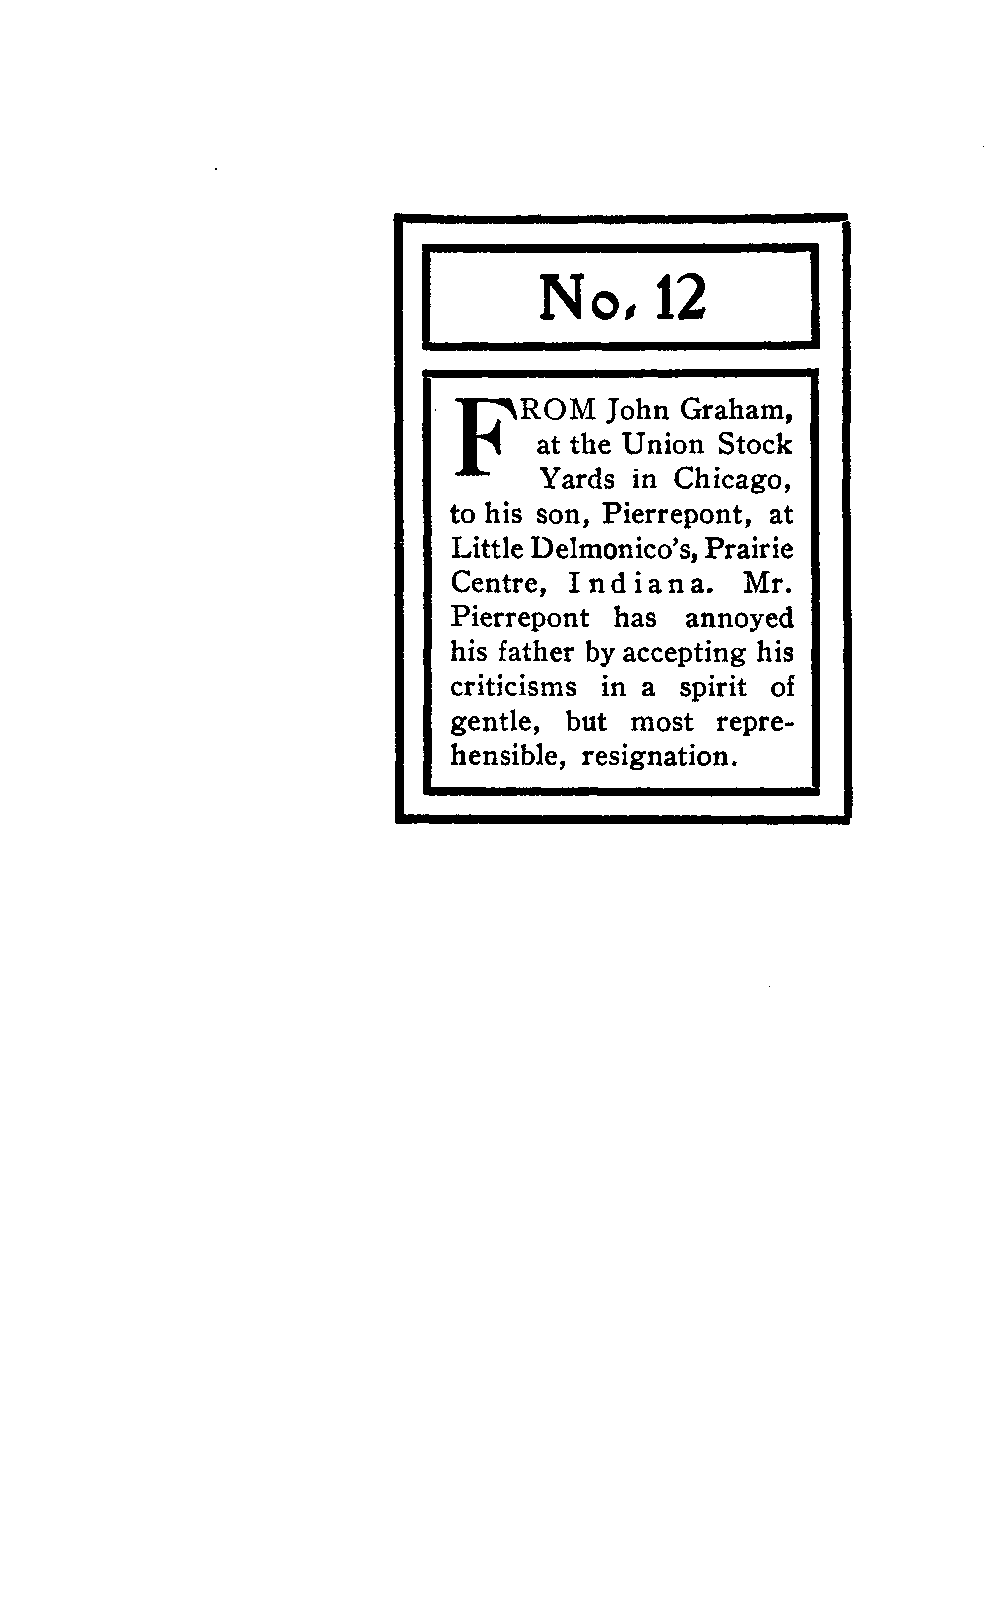 No. 12
FROM John Graham,
at the Union Stock
Yards in Chicago,
to his son, Pierrepont, at
Little Delmonico's, Prairie
Centre, Indiana. Mr.
Pierrepont has annoyed
his father by accepting his
criticisms in a spirit of
gentle, but most repre-
hensible, resignation.